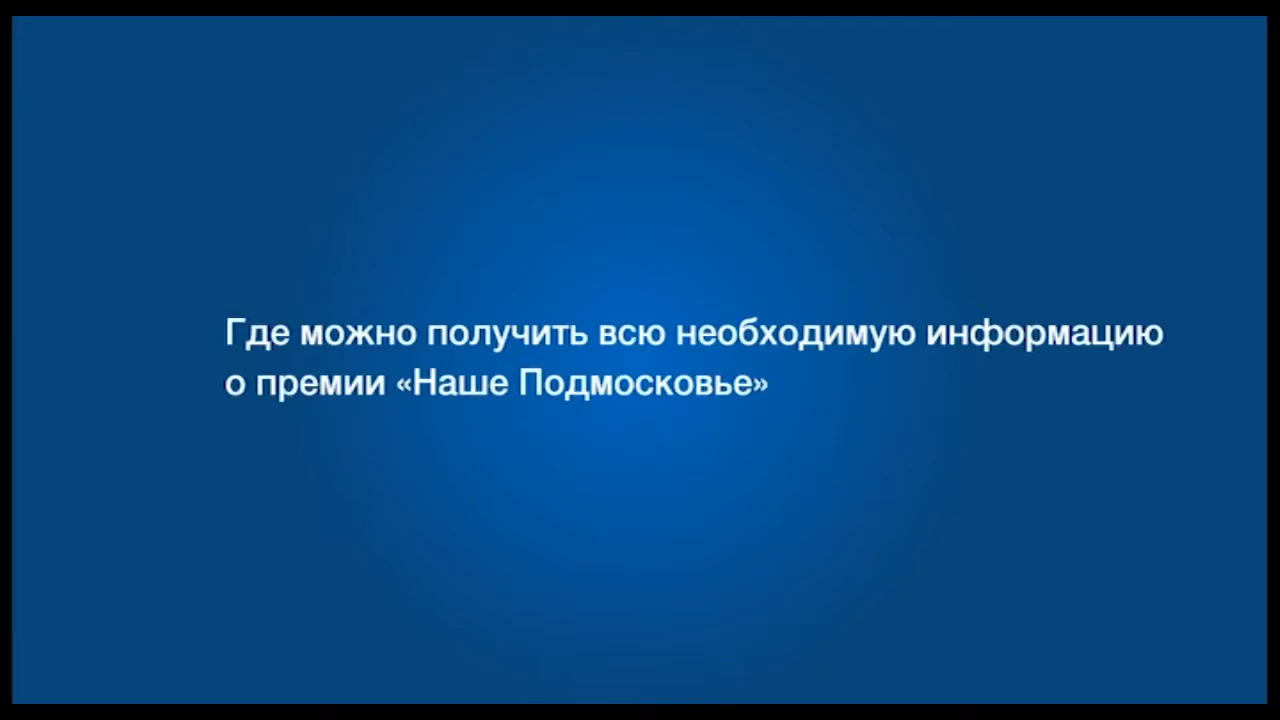 Где можно получить всю необходимую информацию
о премии «Наше Подмосковье»